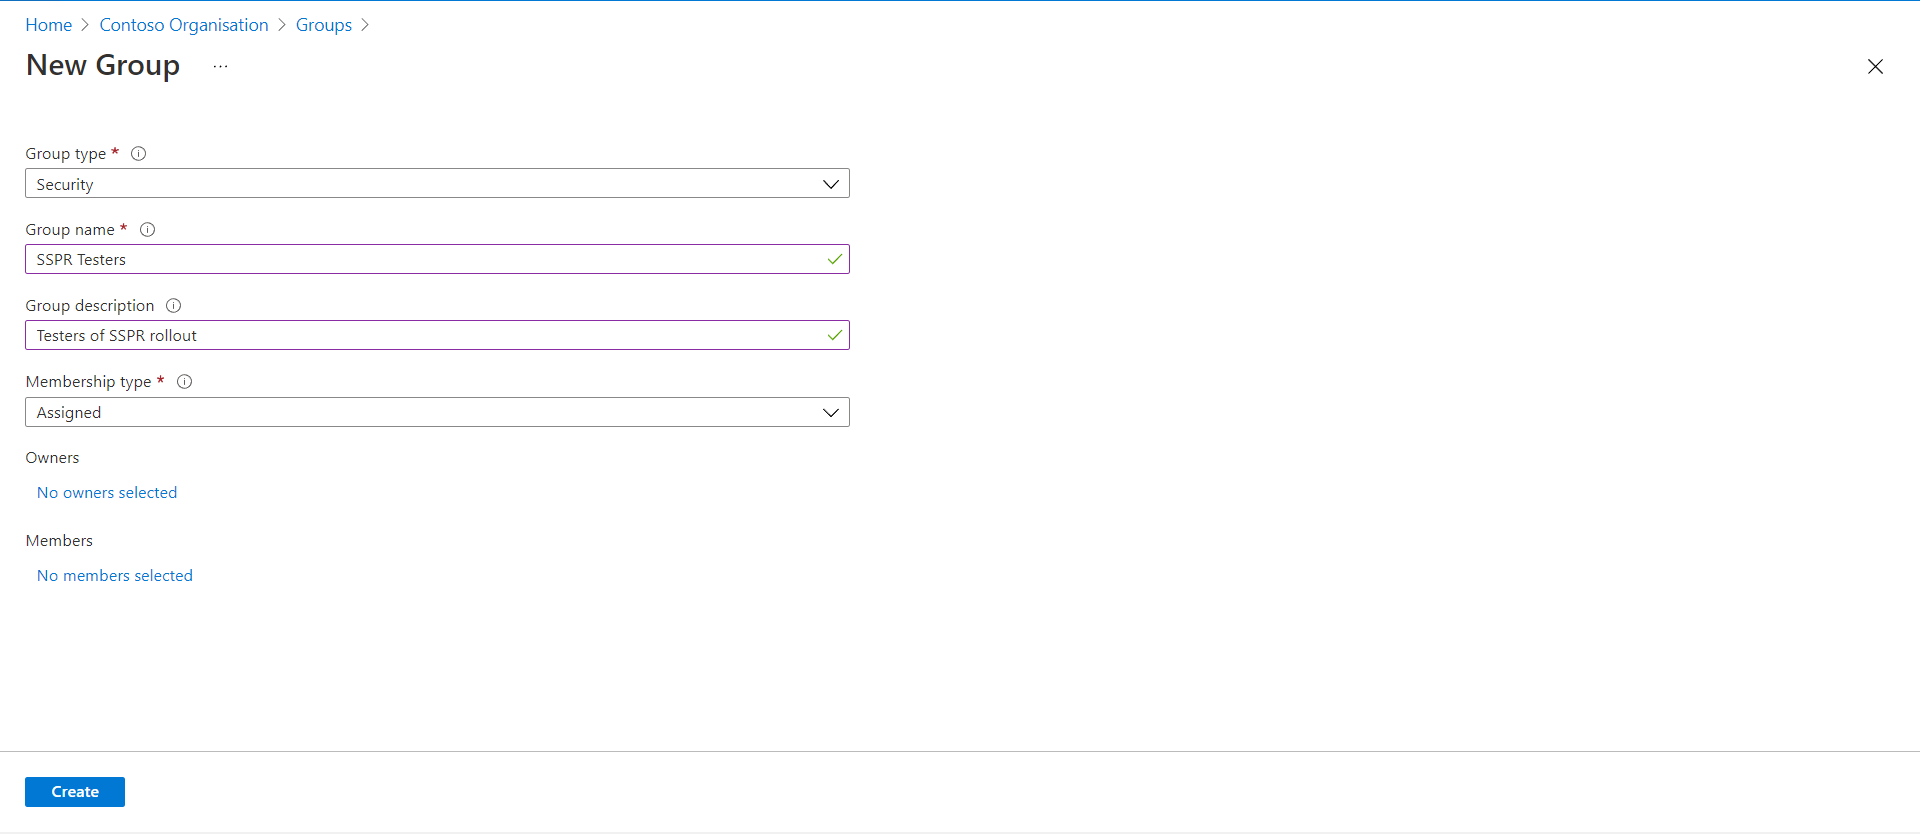 Home > Contoso Organisation > Groups >
New Group ...
Group type *
Security
Group name *
SSPR Testers
Group description
Testers of SSPR rollout
Membership type *
Assigned
Owners
No owners selected
Members
No members selected
Create